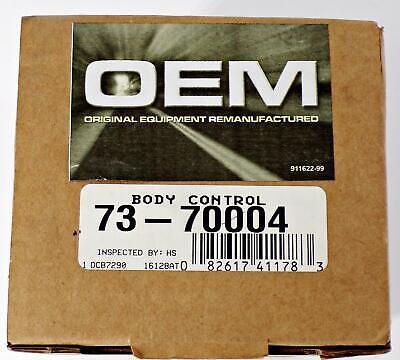 OEM
ORIGINAL EQUIPMENT REMANUFACTURED
911622-99
BODY CONTROL
73-70004
INSPECTED BY: HS
1 DCB7290 16128AT
0 82617 41178 3